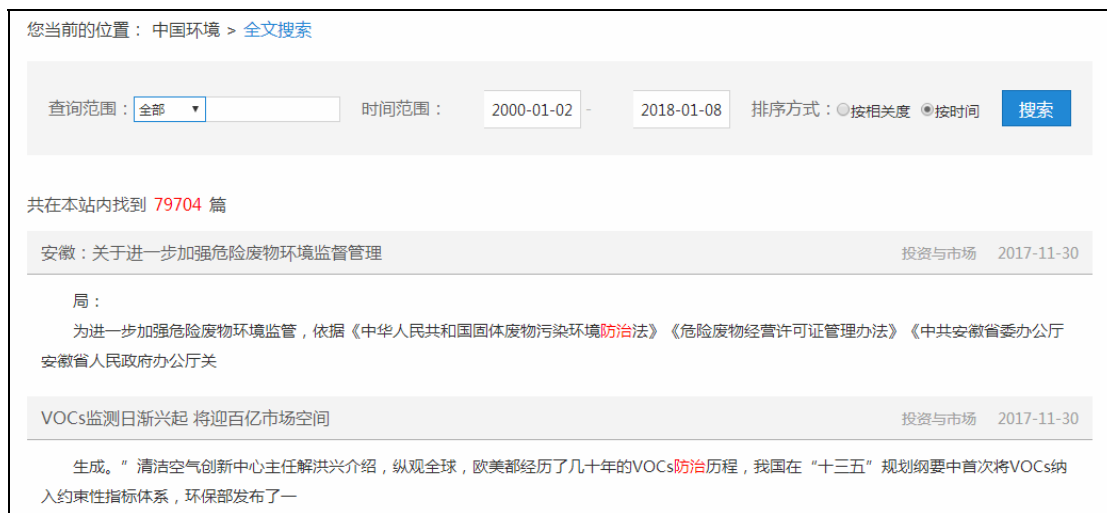 您当前的位置： 中国环境 > 全文搜索
查询范围：全部 时间范围： 2000-01-02 - 2018-01-08 排序方式：按相关度 按时间 搜索
共在本站内找到 79704 篇
安徽：关于进一步加强危险废物环境监督管理 投资与市场 2017-11-30
局：
为进一步加强危险废物环境监管，依据《中华人民共和国固体废物污染环境防治法》《危险废物经营许可证管理办法》《中共安徽省委办公厅
安徽省人民政府办公厅关
VOCs监测日渐兴起 将迎百亿市场空间 投资与市场 2017-11-30
生成。”清洁空气创新中心主任解洪兴介绍，纵观全球，欧美都经历了几十年的VOCs防治历程，我国在“十三五”规划纲要中首次将VOCs纳
入约束性指标体系，环保部发布了一